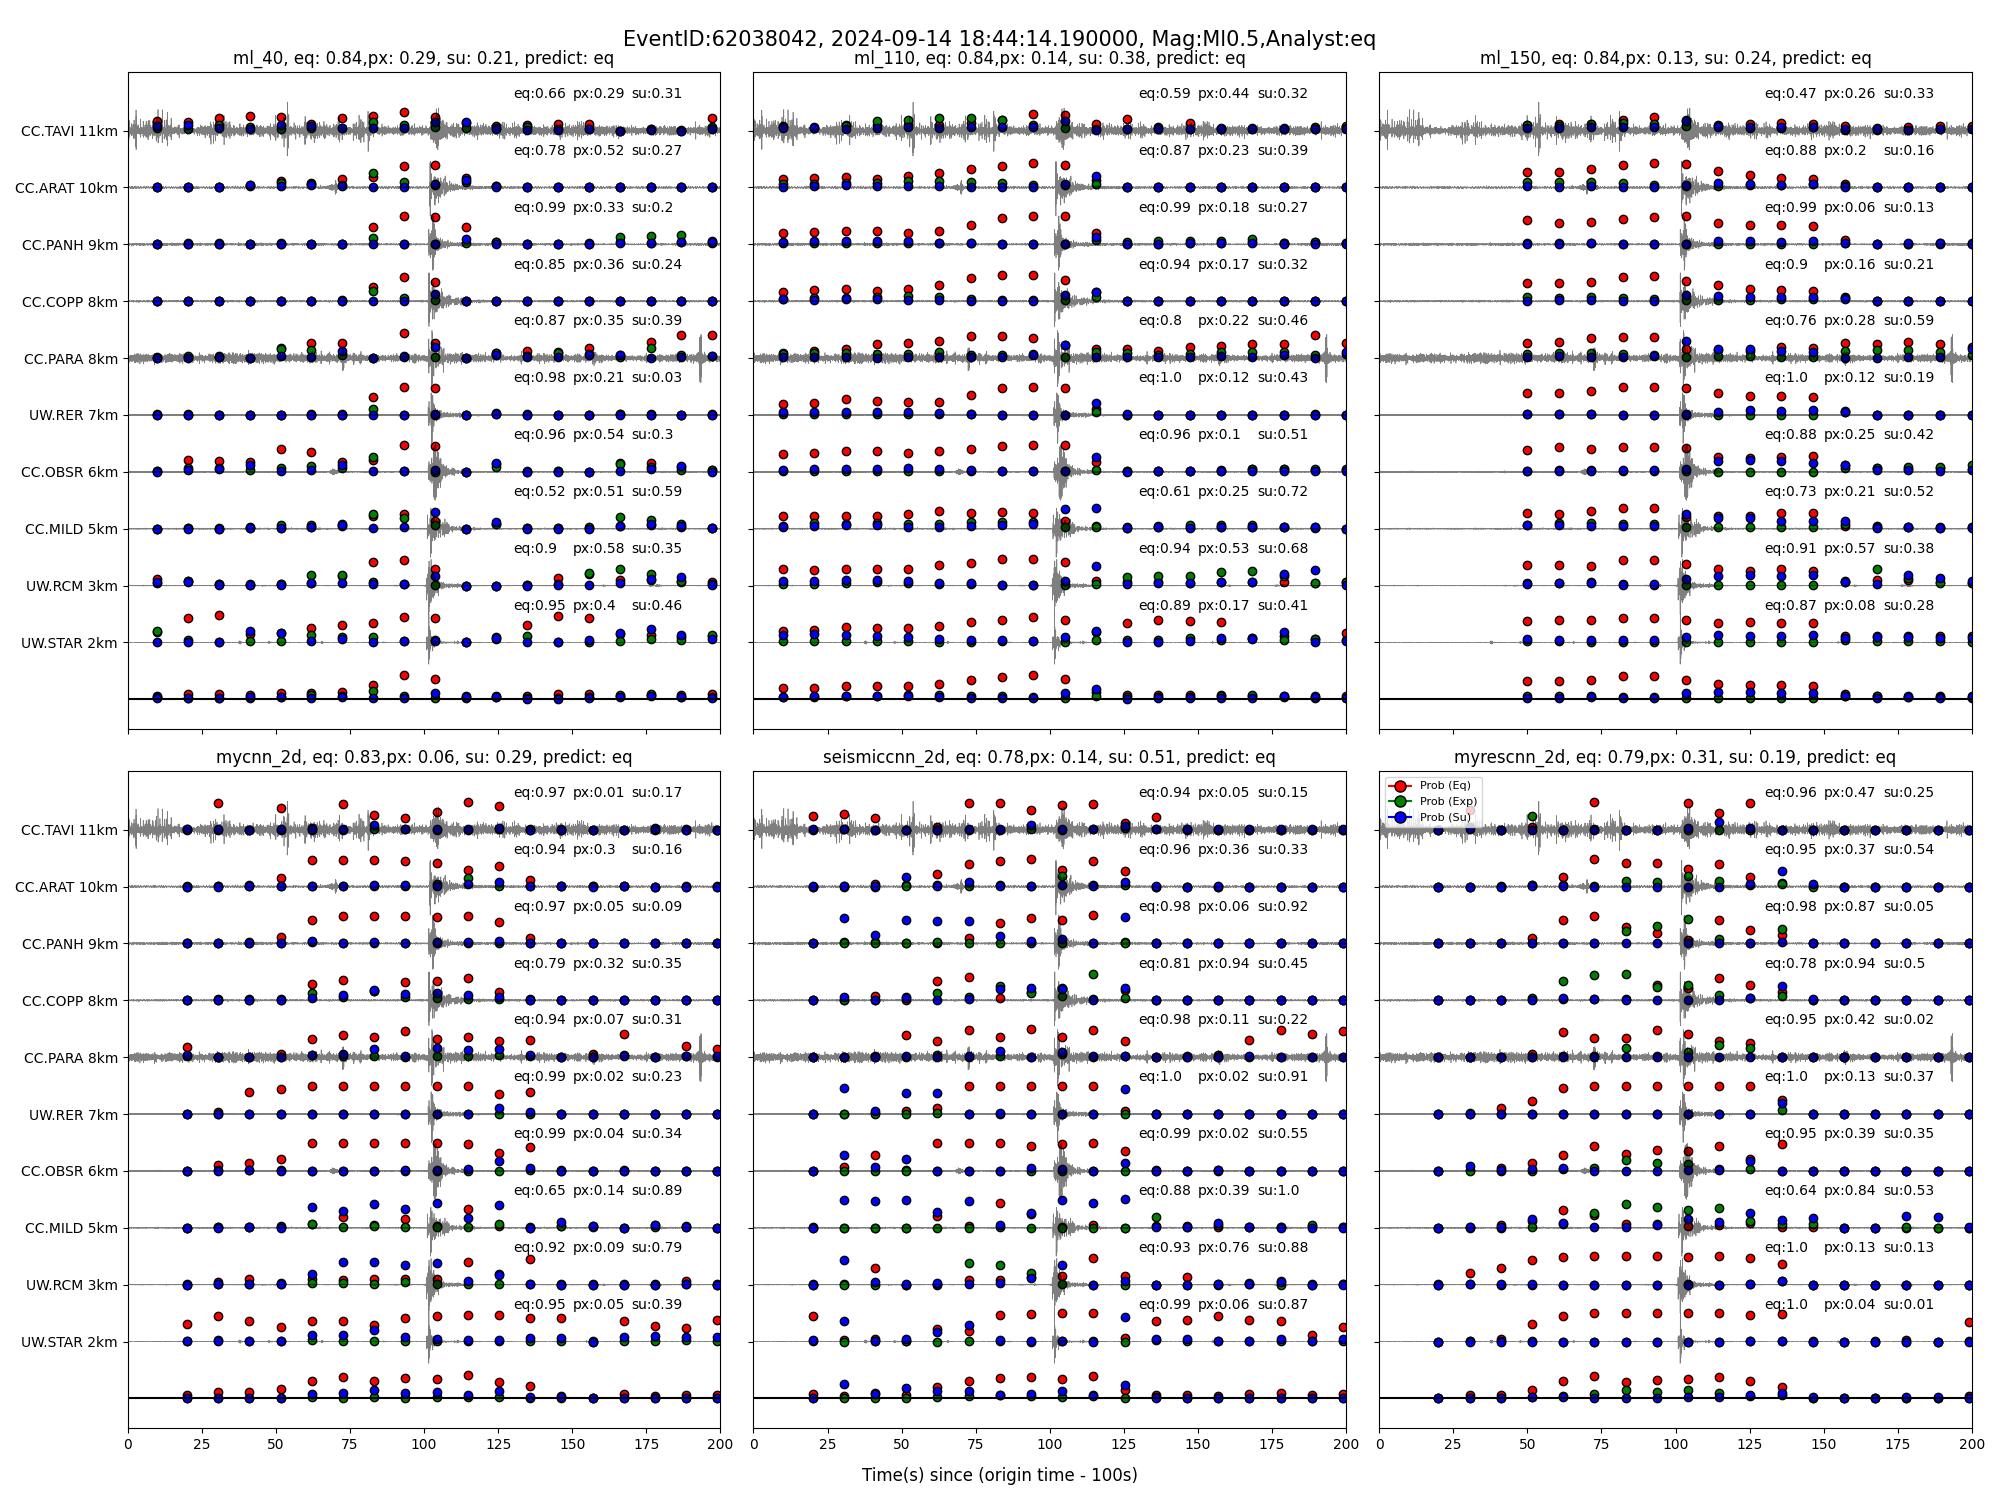 EventID:62038042, 2024-09-14 18:44:14.190000, Mag:Ml0.5,Analyst:eq
ml_40, eq: 0.84,px: 0.29, su: 0.21, predict: eq
CC.TAVI 11km
eq:0.66 px:0.29 su:0.31
CC.ARAT 10km
eq:0.78 px:0.52 su:0.27
CC.PANH 9km
eq:0.99 px:0.33 su:0.2
CC.COPP 8km
eq:0.85 px:0.36 su:0.24
CC.PARA 8km
eq:0.87 px:0.35 su:0.39
UW.RER 7km
eq:0.98 px:0.21 su:0.03
CC.OBSR 6km
eq:0.96 px:0.54 su:0.3
CC.MILD 5km
eq:0.52 px:0.51 su:0.59
UW.RCM 3km
eq:0.9 px:0.58 su:0.35
UW.STAR 2km
eq:0.95 px:0.4 su:0.46
ml_110, eq: 0.84,px: 0.14, su: 0.38, predict: eq
eq:0.59 px:0.44 su:0.32
eq:0.87 px:0.23 su:0.39
eq:0.99 px:0.18 su:0.27
eq:0.94 px:0.17 su:0.32
eq:0.8 px:0.22 su:0.46
eq:1.0 px:0.12 su:0.43
eq:0.96 px:0.1 su:0.51
eq:0.61 px:0.25 su:0.72
eq:0.94 px:0.53 su:0.68
eq:0.89 px:0.17 su:0.41
ml_150, eq: 0.84,px: 0.13, su: 0.24, predict: eq
eq:0.47 px:0.26 su:0.33
eq:0.88 px:0.2 su:0.16
eq:0.99 px:0.06 su:0.13
eq:0.9 px:0.16 su:0.21
eq:0.76 px:0.28 su:0.59
eq:1.0 px:0.12 su:0.19
eq:0.88 px:0.25 su:0.42
eq:0.73 px:0.21 su:0.52
eq:0.91 px:0.57 su:0.38
eq:0.87 px:0.08 su:0.28
mycnn_2d, eq: 0.83,px: 0.06, su: 0.29, predict: eq
CC.TAVI 11km
eq:0.97 px:0.01 su:0.17
CC.ARAT 10km
eq:0.94 px:0.3 su:0.16
CC.PANH 9km
eq:0.97 px:0.05 su:0.09
CC.COPP 8km
eq:0.79 px:0.32 su:0.35
CC.PARA 8km
eq:0.94 px:0.07 su:0.31
UW.RER 7km
eq:0.99 px:0.02 su:0.23
CC.OBSR 6km
eq:0.99 px:0.04 su:0.34
CC.MILD 5km
eq:0.65 px:0.14 su:0.89
UW.RCM 3km
eq:0.92 px:0.09 su:0.79
UW.STAR 2km
eq:0.95 px:0.05 su:0.39
0 25 50 75 100 125 150 175 200
seismiccnn_2d, eq: 0.78,px: 0.14, su: 0.51, predict: eq
eq:0.94 px:0.05 su:0.15
eq:0.96 px:0.36 su:0.33
eq:0.98 px:0.06 su:0.92
eq:0.81 px:0.94 su:0.45
eq:0.98 px:0.11 su:0.22
eq:1.0 px:0.02 su:0.91
eq:0.99 px:0.02 su:0.55
eq:0.88 px:0.39 su:1.0
eq:0.93 px:0.76 su:0.88
eq:0.99 px:0.06 su:0.87
0 25 50 75 100 125 150 175 200
myrescnn_2d, eq: 0.79,px: 0.31, su: 0.19, predict: eq
Prob (Eq)
Prob (Exp)
Prob (Su)
eq:0.96 px:0.47 su:0.25
eq:0.95 px:0.37 su:0.54
eq:0.98 px:0.87 su:0.05
eq:0.78 px:0.94 su:0.5
eq:0.95 px:0.42 su:0.02
eq:1.0 px:0.13 su:0.37
eq:0.95 px:0.39 su:0.35
eq:0.64 px:0.84 su:0.53
eq:1.0 px:0.13 su:0.13
eq:1.0 px:0.04 su:0.01
0 25 50 75 100 125 150 175 200
Time(s) since (origin time - 100s)